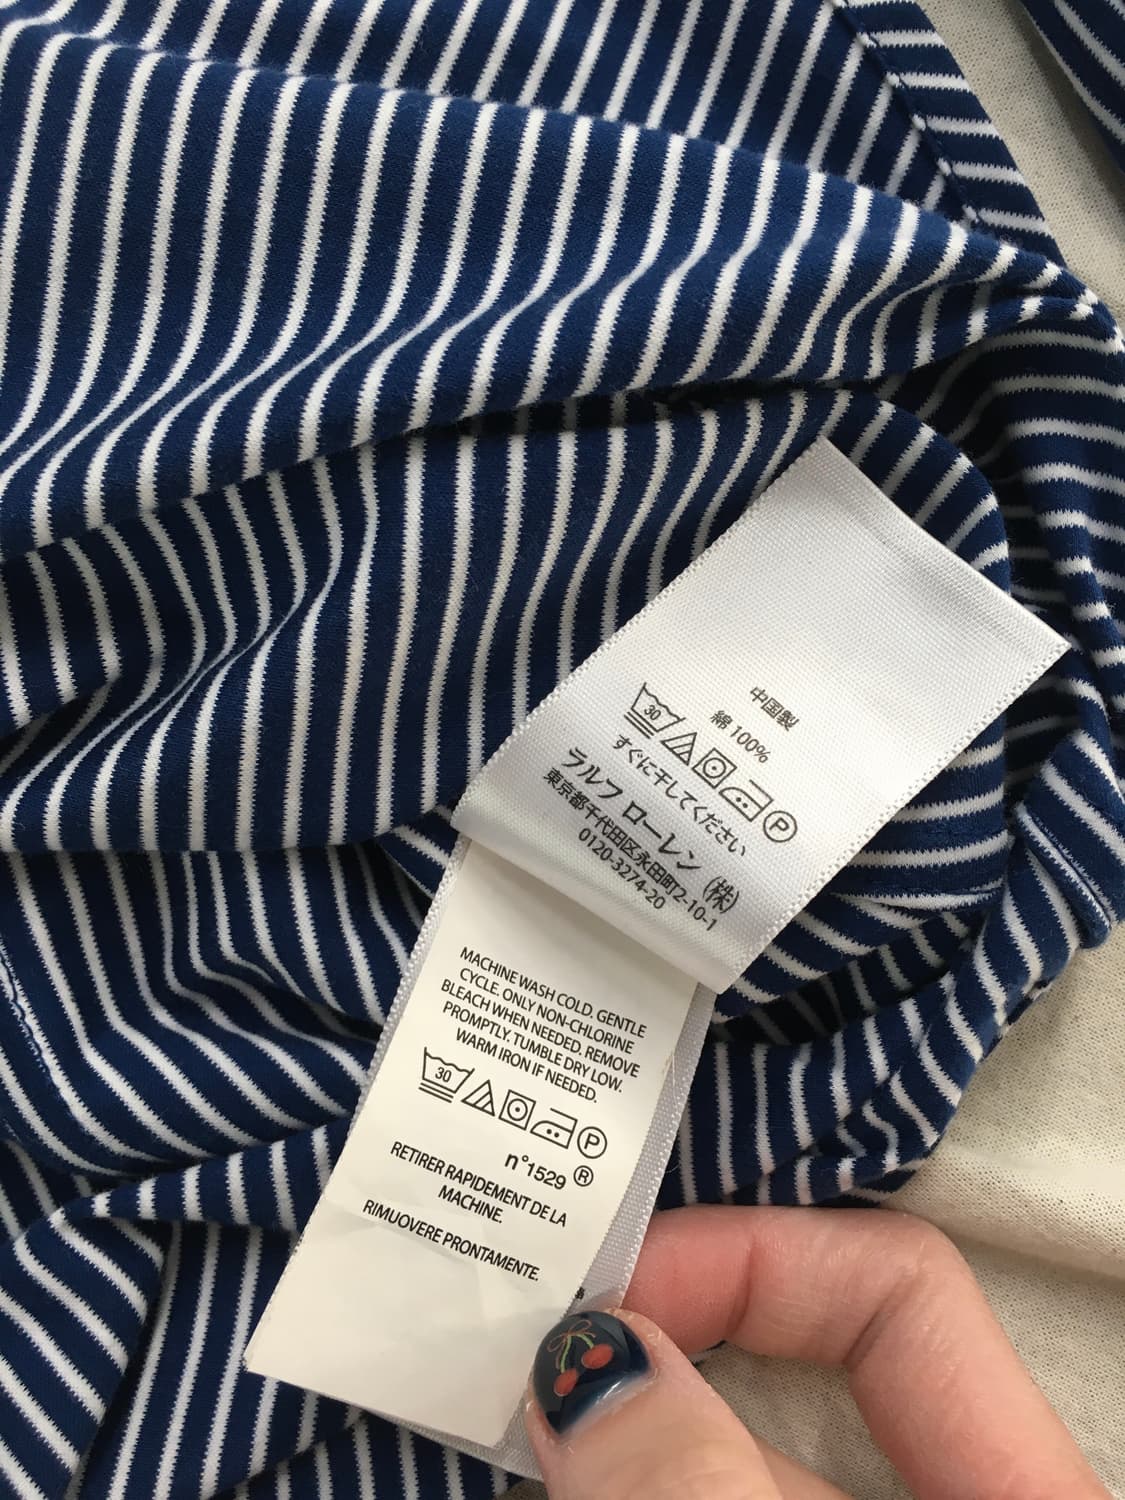 中国製
綿 100%
30 P
すぐに干してください
ラルフ ローレン (株)
東京都千代田区永田町2-10-1
0120-3274-20
MACHINE WASH COLD. GENTLE
CYCLE. ONLY NON-CHLORINE
BLEACH WHEN NEEDED. REMOVE
PROMPTLY. TUMBLE DRY LOW.
WARM IRON IF NEEDED.
30 P
n°1529 ®
RETIRER RAPIDEMENT DE LA
MACHINE.
RIMUOVERE PRONTAMENTE.